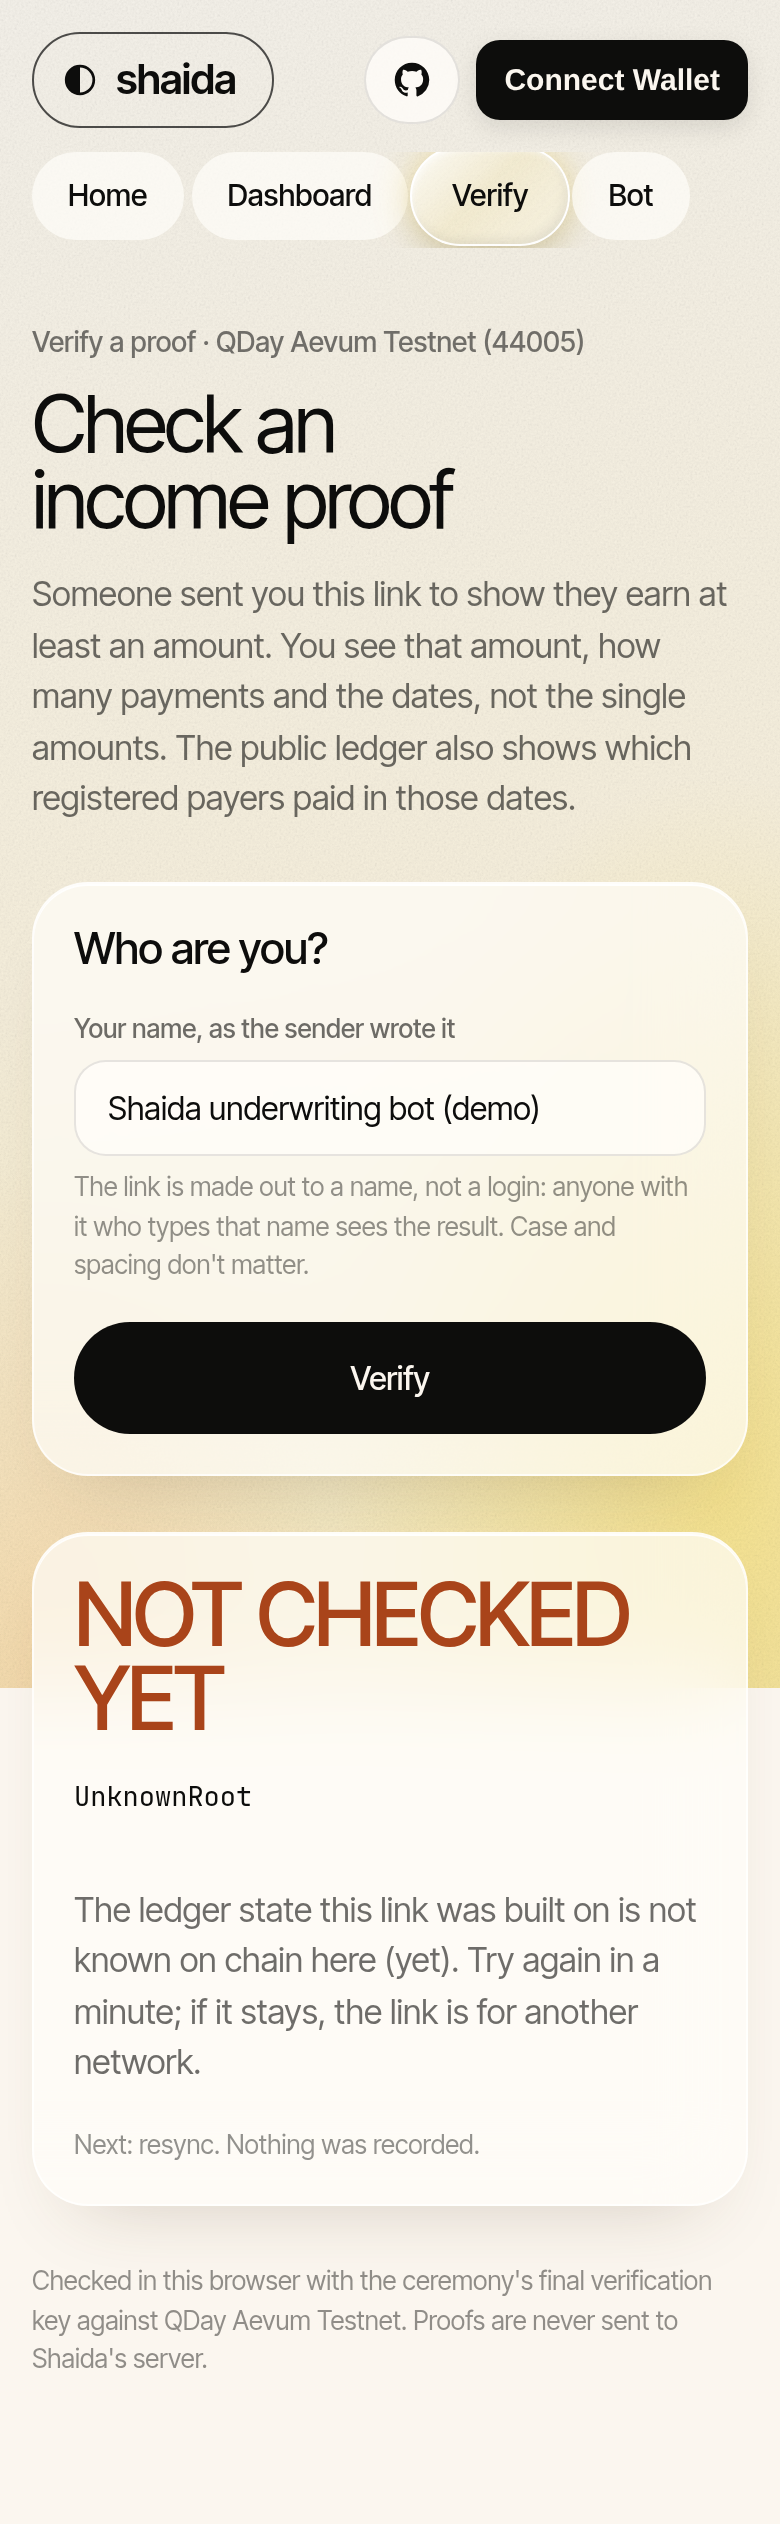 shaida
Connect Wallet
Home
Dashboard
Verify
Bot
Verify a proof · QDay Aevum Testnet (44005)
Check an
income proof
Someone sent you this link to show they earn at
least an amount. You see that amount, how
many payments and the dates, not the single
amounts. The public ledger also shows which
registered payers paid in those dates.
Who are you?
Your name, as the sender wrote it
Shaida underwriting bot (demo)
The link is made out to a name, not a login: anyone with
it who types that name sees the result. Case and
spacing don't matter.
Verify
NOT CHECKED
YET
UnknownRoot
The ledger state this link was built on is not
known on chain here (yet). Try again in a
minute; if it stays, the link is for another
network.
Next: resync. Nothing was recorded.
Checked in this browser with the ceremony's final verification
key against QDay Aevum Testnet. Proofs are never sent to
Shaida's server.